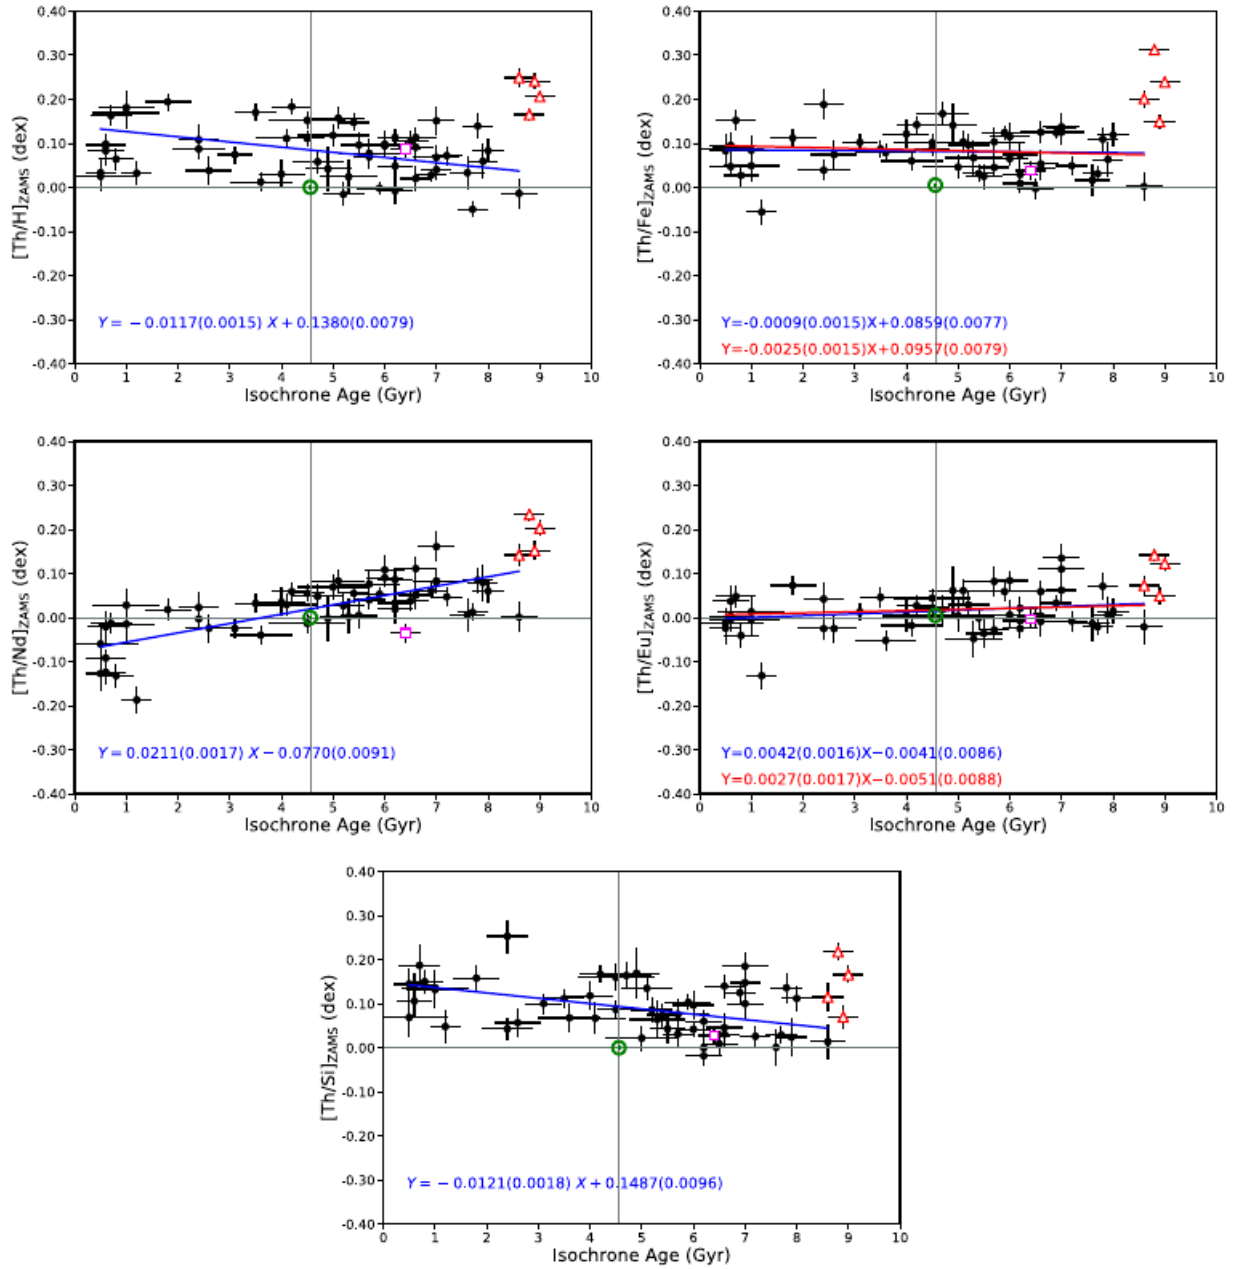 0.40
0.30
0.20
0.10
0.00
-0.10
-0.20
-0.30
-0.40
[Th/H]ZAMS (dex)
Y = − 0.0117(0.0015) X + 0.1380(0.0079)
0 1 2 3 4 5 6 7 8 9 10
Isochrone Age (Gyr)
0.40
0.30
0.20
0.10
0.00
-0.10
-0.20
-0.30
-0.40
[Th/Fe]ZAMS (dex)
Y=-0.0009(0.0015)X+0.0859(0.0077)
Y=-0.0025(0.0015)X+0.0957(0.0079)
0 1 2 3 4 5 6 7 8 9 10
Isochrone Age (Gyr)
0.40
0.30
0.20
0.10
0.00
-0.10
-0.20
-0.30
-0.40
[Th/Nd]ZAMS (dex)
Y = 0.0211(0.0017) X − 0.0770(0.0091)
0 1 2 3 4 5 6 7 8 9 10
Isochrone Age (Gyr)
0.40
0.30
0.20
0.10
0.00
-0.10
-0.20
-0.30
-0.40
[Th/Eu]ZAMS (dex)
Y=0.0042(0.0016)X−0.0041(0.0086)
Y=0.0027(0.0017)X−0.0051(0.0088)
0 1 2 3 4 5 6 7 8 9 10
Isochrone Age (Gyr)
0.40
0.30
0.20
0.10
0.00
-0.10
-0.20
-0.30
-0.40
[Th/Si]ZAMS (dex)
Y = − 0.0121(0.0018) X + 0.1487(0.0096)
0 1 2 3 4 5 6 7 8 9 10
Isochrone Age (Gyr)